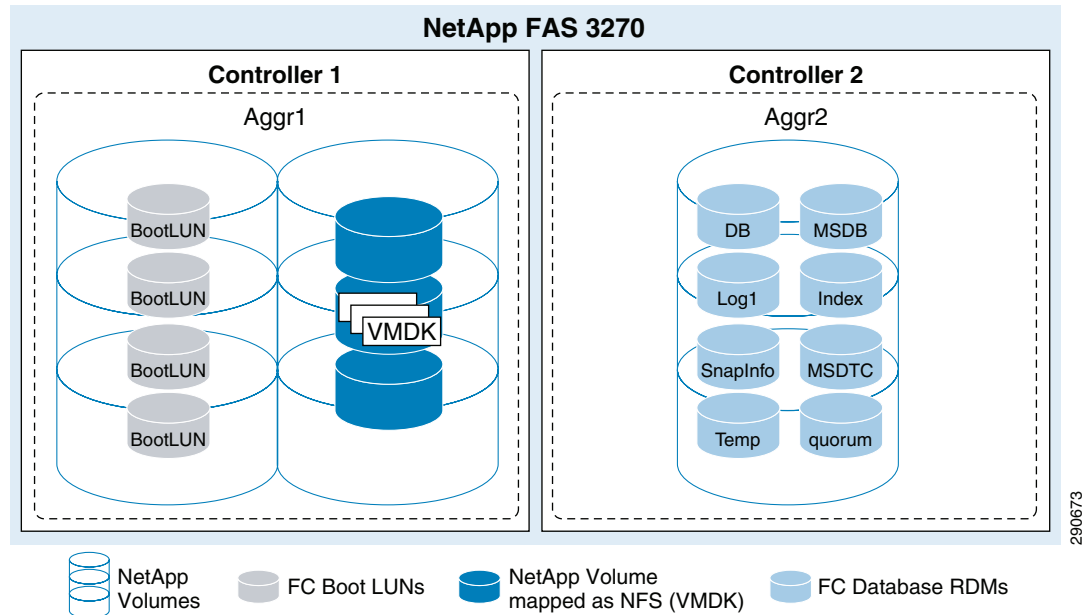 NetApp FAS 3270
Controller 1
Aggr1
BootLUN
BootLUN
BootLUN
BootLUN
VMDK
Controller 2
Aggr2
DB
MSDB
Log1
Index
SnapInfo
MSDTC
Temp
quorum
290673
NetApp
Volumes
FC Boot LUNs
NetApp Volume
mapped as NFS (VMDK)
FC Database RDMs